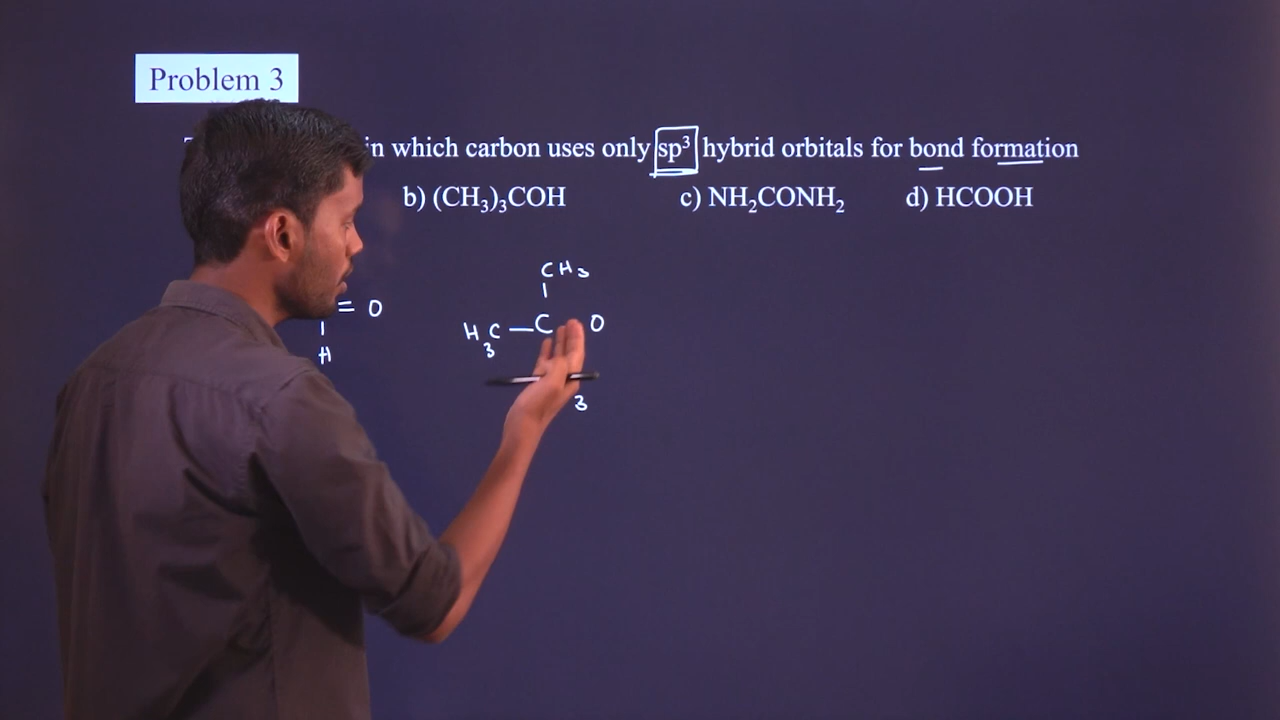 Problem 3
in which carbon uses only sp³ hybrid orbitals for bond formation
b) (CH₃)₃COH c) NH₂CONH₂ d) HCOOH
CH₃
= O H₃C — C O
H
3